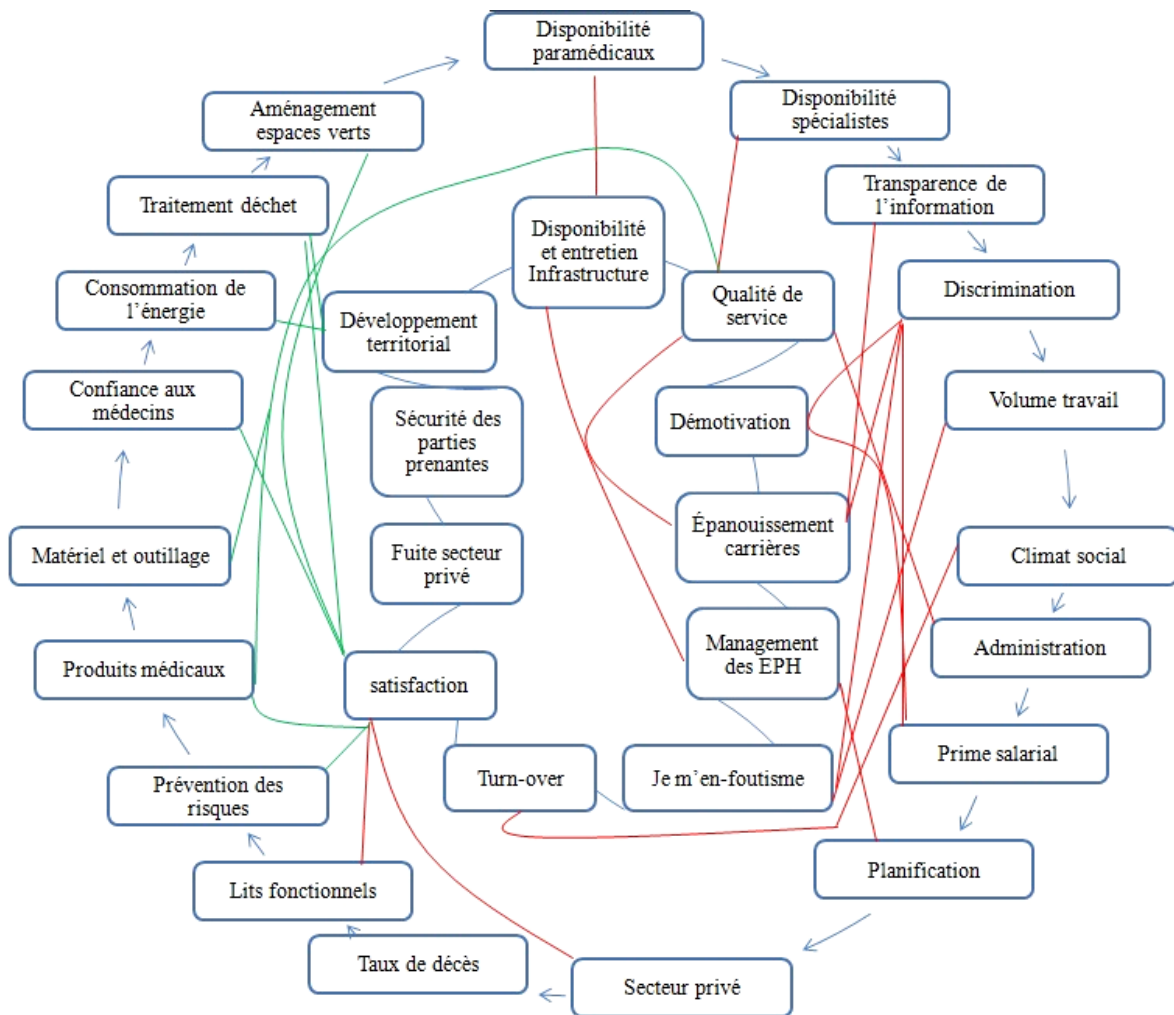 Disponibilité
paramédicaux
Disponibilité
spécialistes
Aménagement
espaces verts
Transparence de
l’information
Traitement déchet
Disponibilité
et entretien
Infrastructure
Discrimination
Consommation de
l’énergie
Développement
territorial
Qualité de
service
Confiance aux
médecins
Sécurité des
parties
prenantes
Démotivation
Volume travail
Matériel et outillage
Fuite secteur
privé
Épanouissement
carrières
Climat social
Produits médicaux
satisfaction
Management
des EPH
Administration
Prévention des
risques
Turn-over
Je m’en-foutisme
Prime salarial
Lits fonctionnels
Planification
Taux de décès
Secteur privé